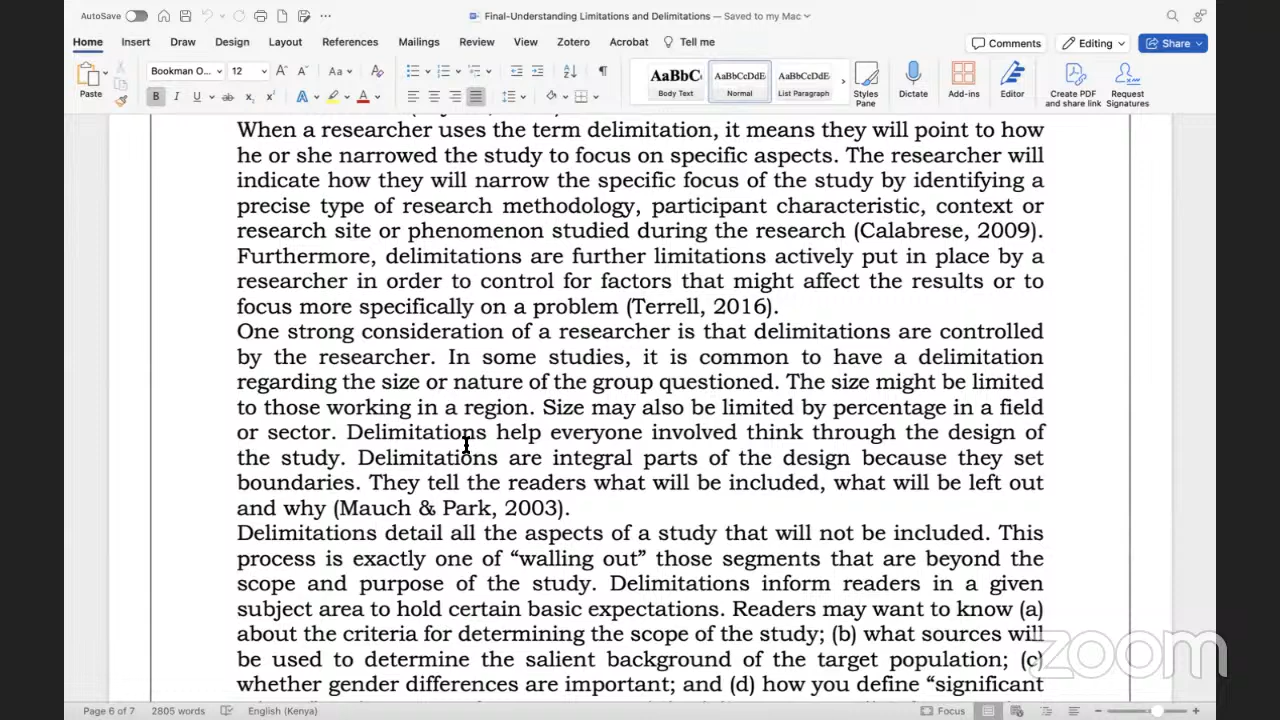 AutoSave
Final-Understanding Limitations and Delimitations — Saved to my Mac
Home Insert Draw Design Layout References Mailings Review View Zotero Acrobat Tell me
Comments Editing Share
Paste
Bookman O... 12
AaBbC AaBbCcDdE AaBbCcDdE
Body Text Normal List Paragraph
Styles Pane Dictate Add-ins Editor Create PDF and share link Request Signatures
When a researcher uses the term delimitation, it means they will point to how
he or she narrowed the study to focus on specific aspects. The researcher will
indicate how they will narrow the specific focus of the study by identifying a
precise type of research methodology, participant characteristic, context or
research site or phenomenon studied during the research (Calabrese, 2009).
Furthermore, delimitations are further limitations actively put in place by a
researcher in order to control for factors that might affect the results or to
focus more specifically on a problem (Terrell, 2016).
One strong consideration of a researcher is that delimitations are controlled
by the researcher. In some studies, it is common to have a delimitation
regarding the size or nature of the group questioned. The size might be limited
to those working in a region. Size may also be limited by percentage in a field
or sector. Delimitations help everyone involved think through the design of
the study. Delimitations are integral parts of the design because they set
boundaries. They tell the readers what will be included, what will be left out
and why (Mauch & Park, 2003).
Delimitations detail all the aspects of a study that will not be included. This
process is exactly one of “walling out” those segments that are beyond the
scope and purpose of the study. Delimitations inform readers in a given
subject area to hold certain basic expectations. Readers may want to know (a)
about the criteria for determining the scope of the study; (b) what sources will
be used to determine the salient background of the target population; (c)
whether gender differences are important; and (d) how you define “significant
zoom
Page 6 of 7 2805 words English (Kenya) Focus